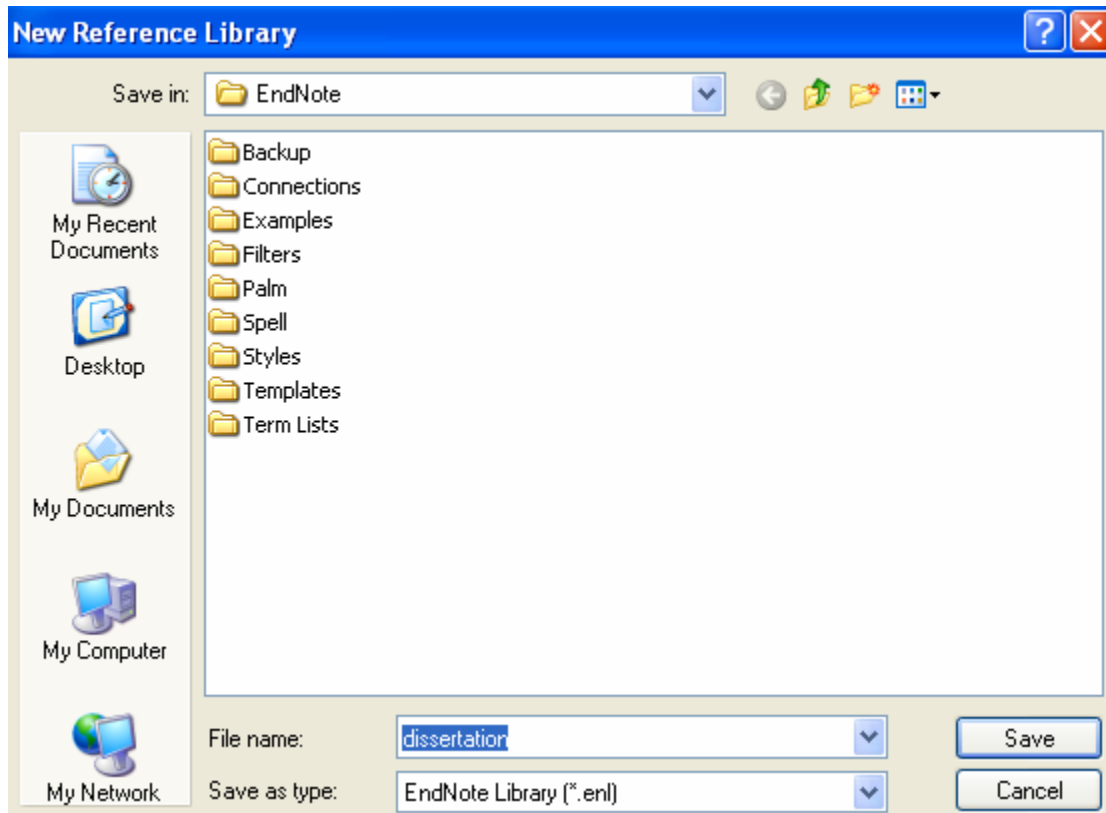 New Reference Library
Save in:
EndNote
Backup
Connections
Examples
Filters
Palm
Spell
Styles
Templates
Term Lists
My Recent
Documents
Desktop
My Documents
My Computer
My Network
File name:
dissertation
Save
Save as type:
EndNote Library (*.enl)
Cancel